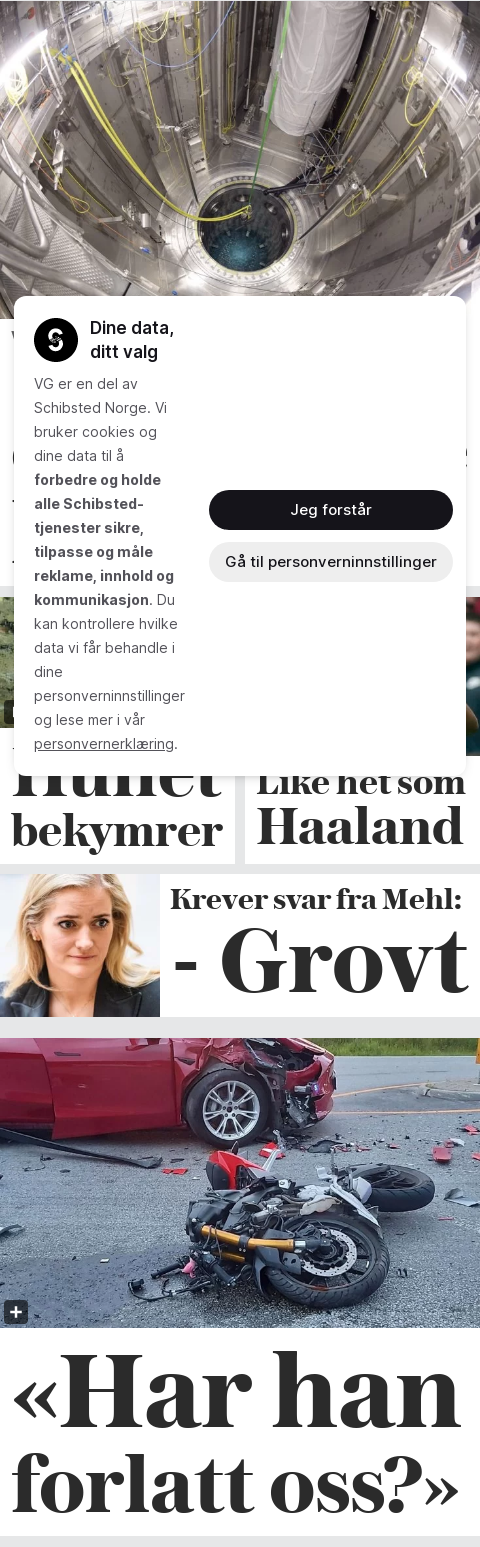 Dine data,
ditt valg
VG er en del av
Schibsted Norge. Vi
bruker cookies og
dine data til å
forbedre og holde
alle Schibsted-
tjenester sikre,
tilpasse og måle
reklame, innhold og
kommunikasjon. Du
kan kontrollere hvilke
data vi får behandle i
dine
personverninnstillinger
og lese mer i vår
personvernerklæring.
Jeg forstår
Gå til personverninnstillinger
bekymrer
Like het som
Haaland
Krever svar fra Mehl:
- Grovt
«Har han
forlatt oss?»